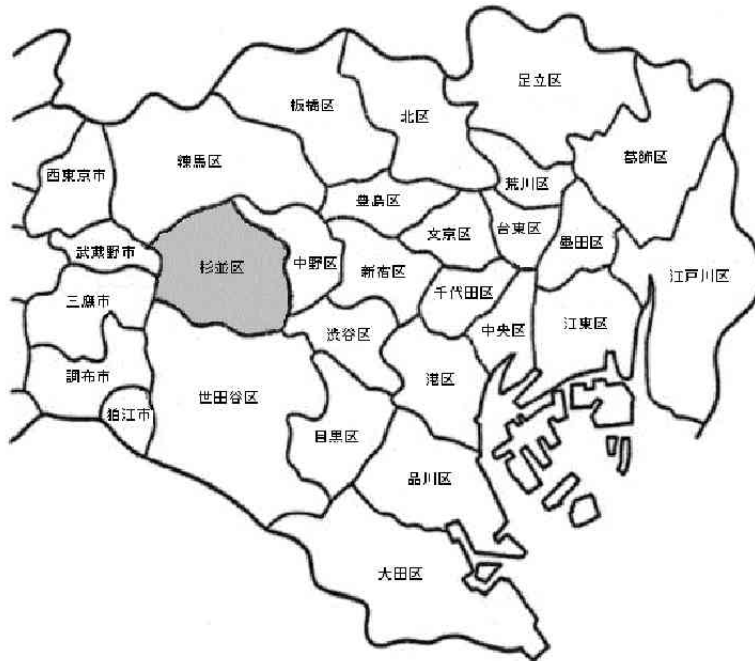 足立区
板橋区
北区
葛飾区
練馬区
西東京市
荒川区
豊島区
文京区
台東区
墨田区
武蔵野市
杉並区
中野区
新宿区
千代田区
江戸川区
三鷹市
渋谷区
中央区
江東区
調布市
港区
世田谷区
狛江市
目黒区
品川区
大田区